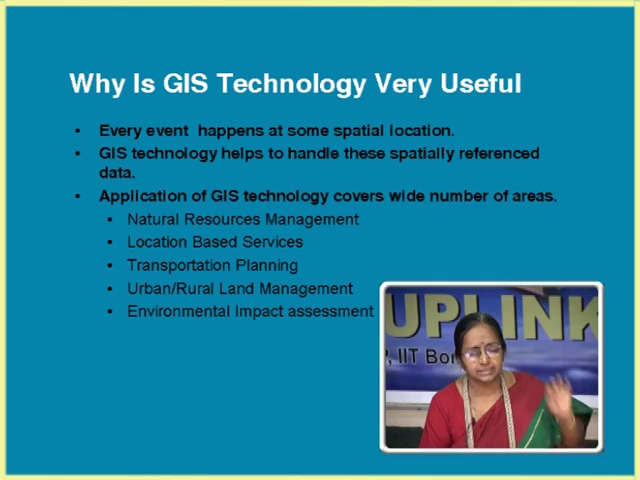 Why Is GIS Technology Very Useful
• Every event happens at some spatial location.
• GIS technology helps to handle these spatially referenced
data.
• Application of GIS technology covers wide number of areas.
• Natural Resources Management
• Location Based Services
• Transportation Planning
• Urban/Rural Land Management
• Environmental Impact assessment
UPLINK
P, IIT Bom